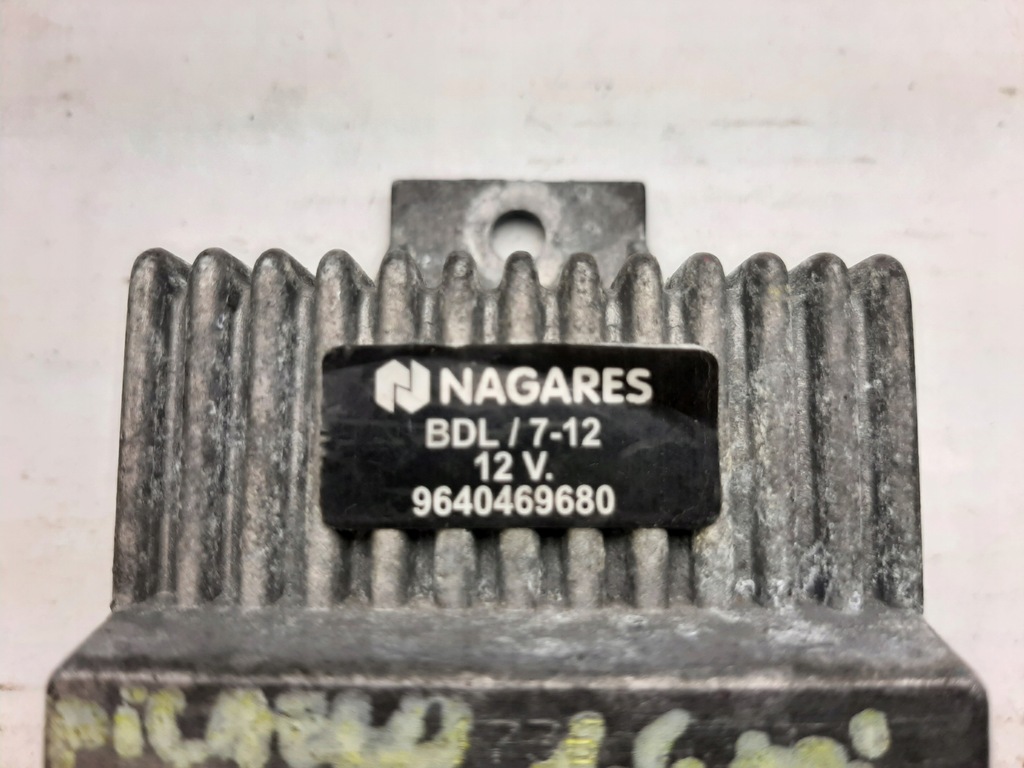 NAGARES
BDL / 7-12
12 V.
9640469680